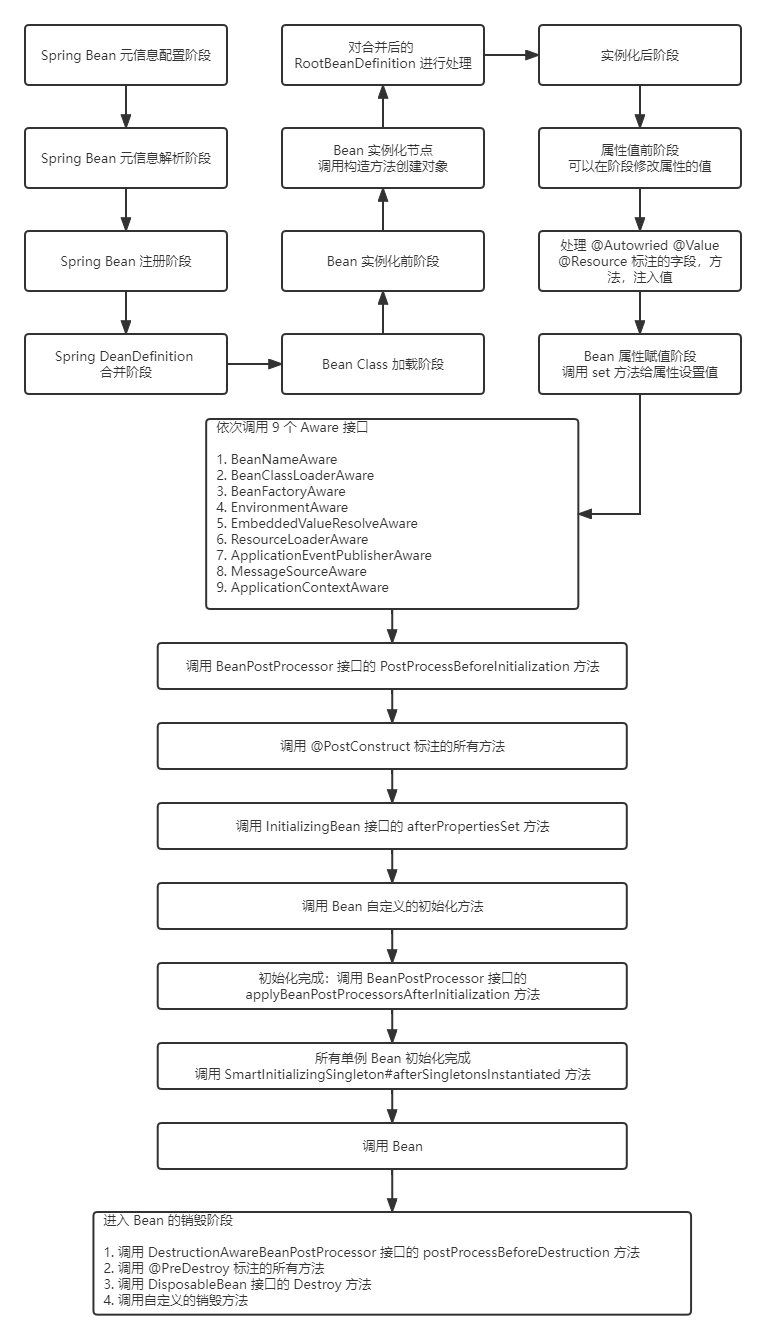 Spring Bean 元信息配置阶段
Spring Bean 元信息解析阶段
Spring Bean 注册阶段
Spring DeanDefinition
合并阶段
Bean Class 加载阶段
Bean 实例化前阶段
Bean 实例化节点
调用构造方法创建对象
对合并后的
RootBeanDefinition 进行处理
实例化后阶段
属性值前阶段
可以在阶段修改属性的值
处理 @Autowried @Value
@Resource 标注的字段，方
法，注入值
Bean 属性赋值阶段
调用 set 方法给属性设置值
依次调用 9 个 Aware 接口
1. BeanNameAware
2. BeanClassLoaderAware
3. BeanFactoryAware
4. EnvironmentAware
5. EmbeddedValueResolveAware
6. ResourceLoaderAware
7. ApplicationEventPublisherAware
8. MessageSourceAware
9. ApplicationContextAware
调用 BeanPostProcessor 接口的 PostProcessBeforeInitialization 方法
调用 @PostConstruct 标注的所有方法
调用 InitializingBean 接口的 afterPropertiesSet 方法
调用 Bean 自定义的初始化方法
初始化完成：调用 BeanPostProcessor 接口的
applyBeanPostProcessorsAfterInitialization 方法
所有单例 Bean 初始化完成
调用 SmartInitializingSingleton#afterSingletonsInstantiated 方法
调用 Bean
进入 Bean 的销毁阶段
1. 调用 DestructionAwareBeanPostProcessor 接口的 postProcessBeforeDestruction 方法
2. 调用 @PreDestroy 标注的所有方法
3. 调用 DisposableBean 接口的 Destroy 方法
4. 调用自定义的销毁方法